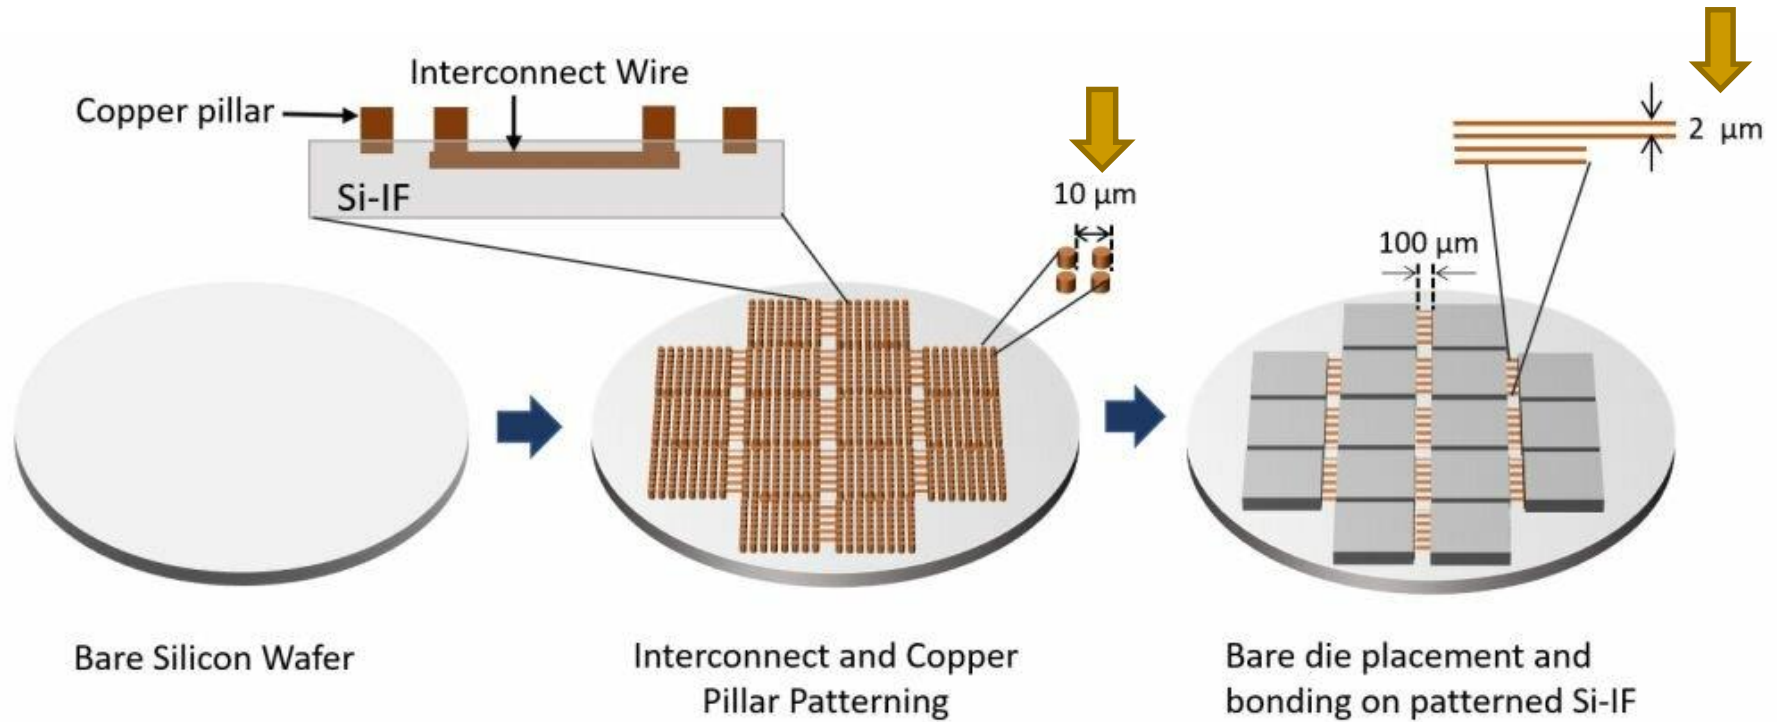 Interconnect Wire
Copper pillar
Si-IF
10 μm
2 μm
100 μm
Bare Silicon Wafer
Interconnect and Copper
Pillar Patterning
Bare die placement and
bonding on patterned Si-IF